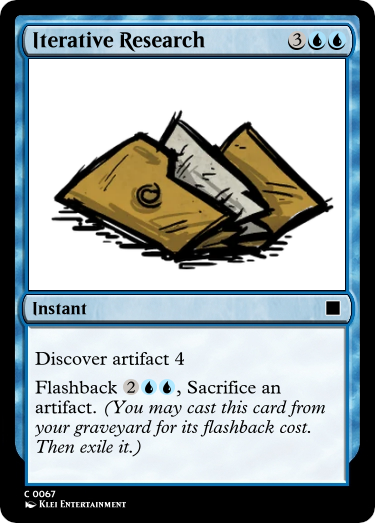 Iterative Research 3
Instant
Discover artifact 4
Flashback 2, Sacrifice an
artifact. (You may cast this card from
your graveyard for its flashback cost.
Then exile it.)
C 0067
Klei Entertainment